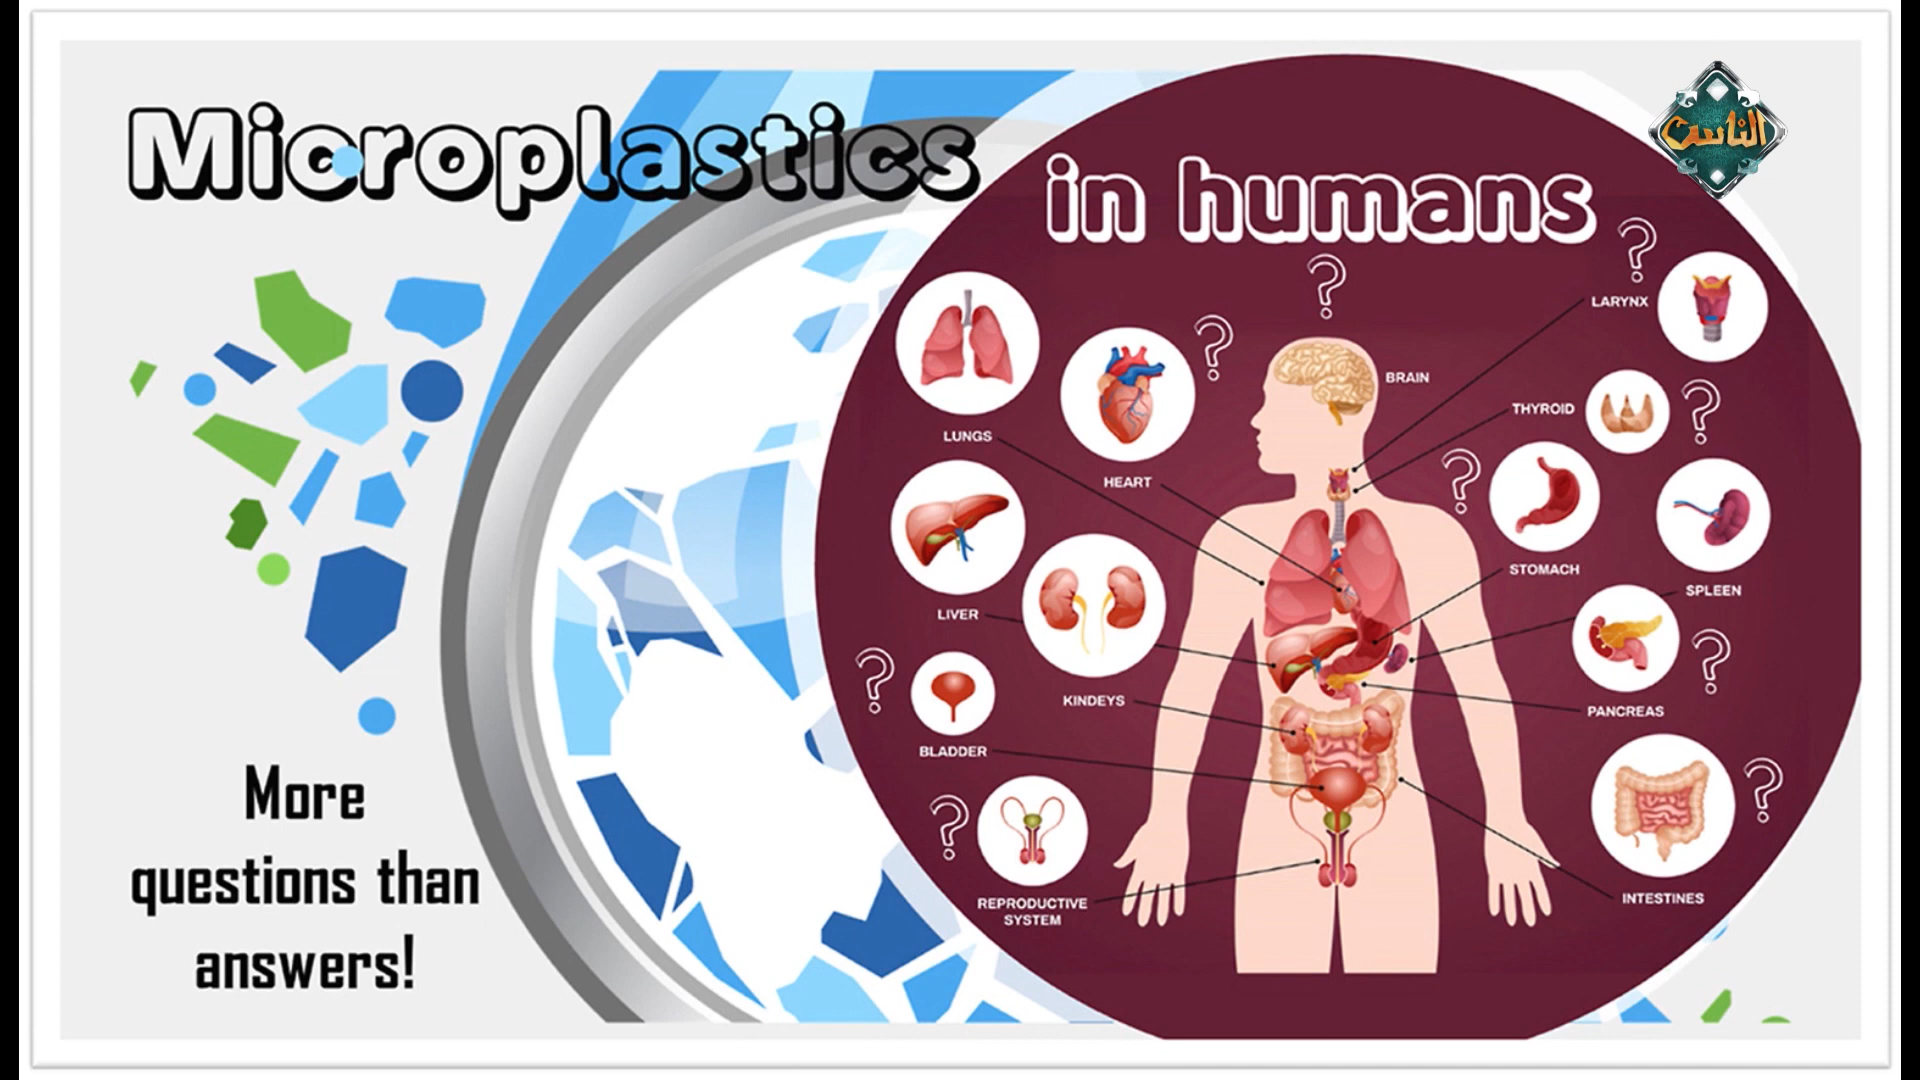 Microplastics
in humans
الناس
LARYNX
BRAIN
THYROID
LUNGS
HEART
STOMACH
SPLEEN
LIVER
KINDEYS
PANCREAS
BLADDER
INTESTINES
REPRODUCTIVE
SYSTEM
More
questions than
answers!
?
?
?
?
?
?
?
?
?